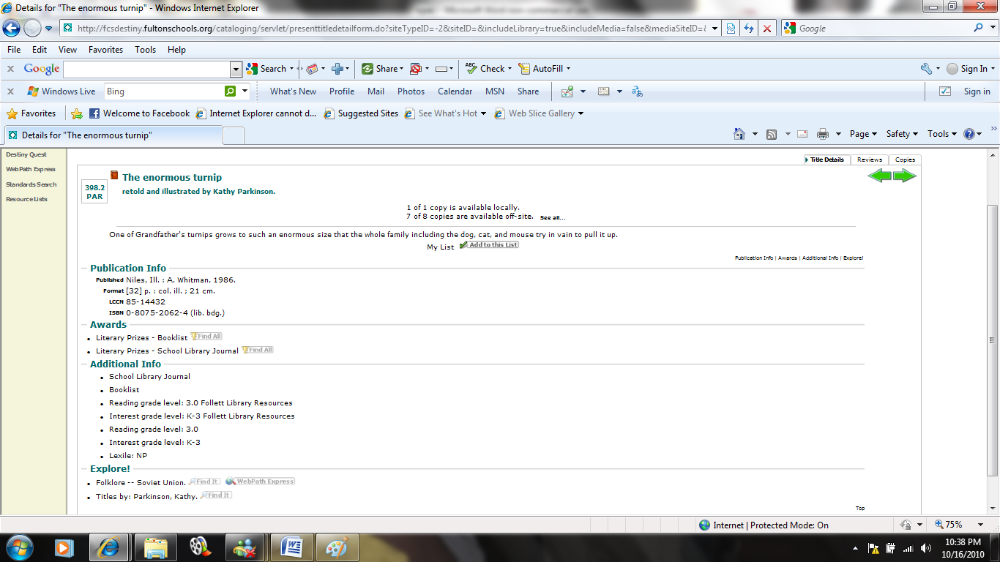 Details for "The enormous turnip" - Windows Internet Explorer
http://fcsdestiny.fultonschools.org/cataloging/servlet/presenttitledetailform.do?siteTypeID=-2&siteID=&includeLibrary=true&includeMedia=false&mediaSiteID=& Google
File Edit View Favorites Tools Help
x Google Search Share Check AutoFill Sign In
x Windows Live Bing What's New Profile Mail Photos Calendar MSN Share Sign in
Favorites Welcome to Facebook Internet Explorer cannot d... Suggested Sites See What's Hot Web Slice Gallery
Details for "The enormous turnip" Page Safety Tools
Destiny Quest
WebPath Express
Standards Search
Resource Lists
Title Details Reviews Copies
398.2
PAR
The enormous turnip
retold and illustrated by Kathy Parkinson.
1 of 1 copy is available locally.
7 of 8 copies are available off-site. See all...
One of Grandfather's turnips grows to such an enormous size that the whole family including the dog, cat, and mouse try in vain to pull it up.
My List Add to this List
Publication Info | Awards | Additional Info | Explore!
Publication Info
Published Niles, Ill. : A. Whitman, 1986.
Format [32] p. : col. ill. ; 21 cm.
LCCN 85-14432
ISBN 0-8075-2062-4 (lib. bdg.)
Awards
• Literary Prizes - Booklist Find All
• Literary Prizes - School Library Journal Find All
Additional Info
• School Library Journal
• Booklist
• Reading grade level: 3.0 Follett Library Resources
• Interest grade level: K-3 Follett Library Resources
• Reading grade level: 3.0
• Interest grade level: K-3
• Lexile: NP
Explore!
• Folklore -- Soviet Union. Find It WebPath Express
• Titles by: Parkinson, Kathy. Find It
Top
Internet | Protected Mode: On 75%
10:38 PM
10/16/2010